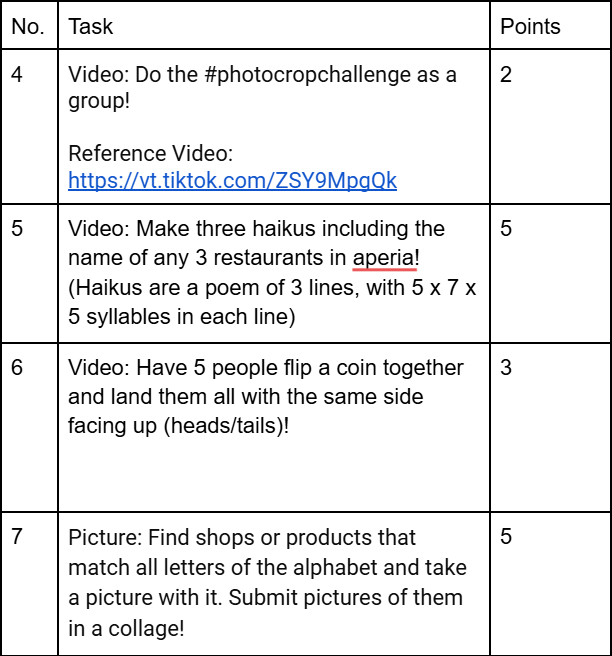 No. Task Points
4 Video: Do the #photocropchallenge as a 2
group!
Reference Video:
https://vt.tiktok.com/ZSY9MpgQk
5 Video: Make three haikus including the 5
name of any 3 restaurants in aperia!
(Haikus are a poem of 3 lines, with 5 x 7 x
5 syllables in each line)
6 Video: Have 5 people flip a coin together 3
and land them all with the same side
facing up (heads/tails)!
7 Picture: Find shops or products that 5
match all letters of the alphabet and take
a picture with it. Submit pictures of them
in a collage!